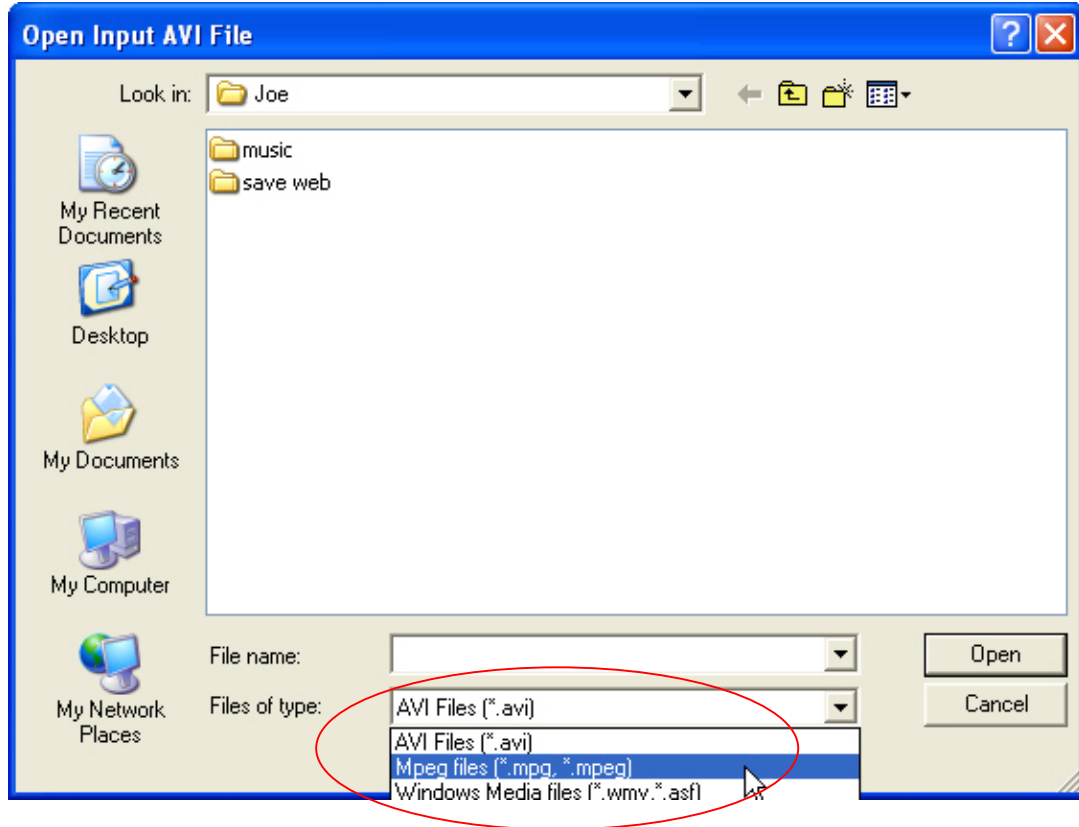 Open Input AVI File
Look in: Joe
music
save web
My Recent
Documents
Desktop
My Documents
My Computer
My Network
Places
File name:
Open
Files of type: AVI Files (*.avi)
Cancel
AVI Files (*.avi)
Mpeg files (*.mpg, *.mpeg)
Windows Media files (*.wmv,*.asf)